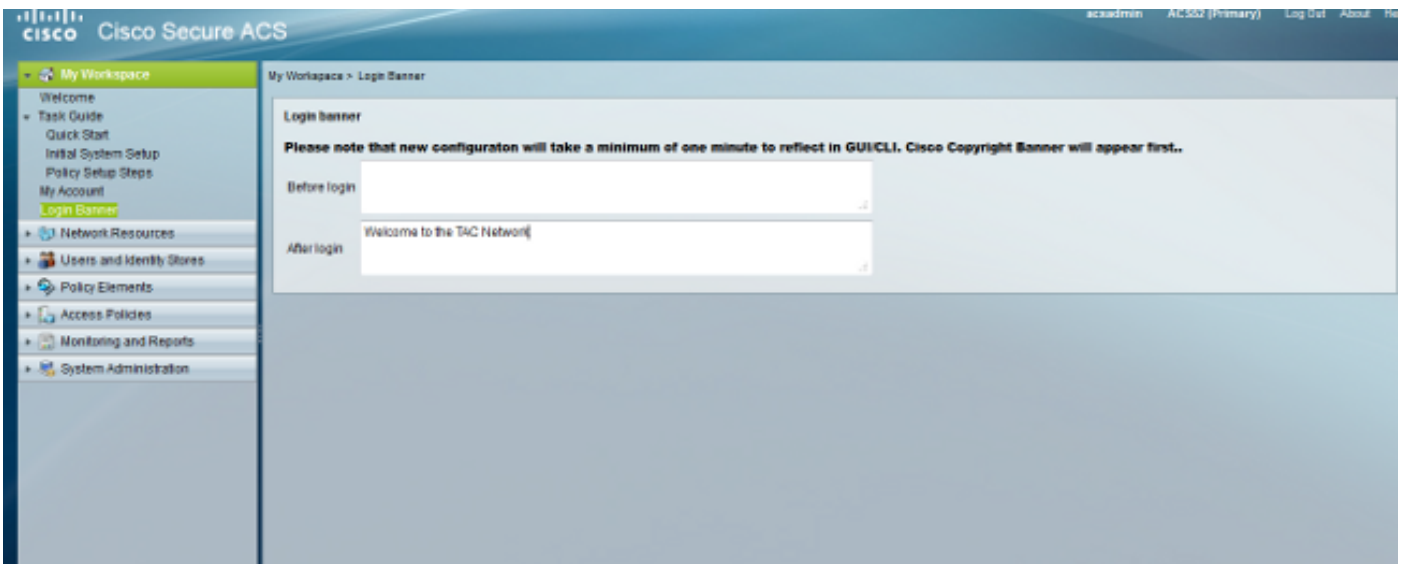 acsadmin ACS52 (Primary) Log Out About He
CISCO Cisco Secure ACS
My Workspace
Welcome
Task Guide
Quick Start
Initial System Setup
Policy Setup Steps
My Account
Login Banner
Network Resources
Users and Identity Stores
Policy Elements
Access Policies
Monitoring and Reports
System Administration
My Workspace > Login Banner
Login banner
Please note that new configuraton will take a minimum of one minute to reflect in GUI/CLI. Cisco Copyright Banner will appear first..
Before login
Welcome to the TAC Network
After login